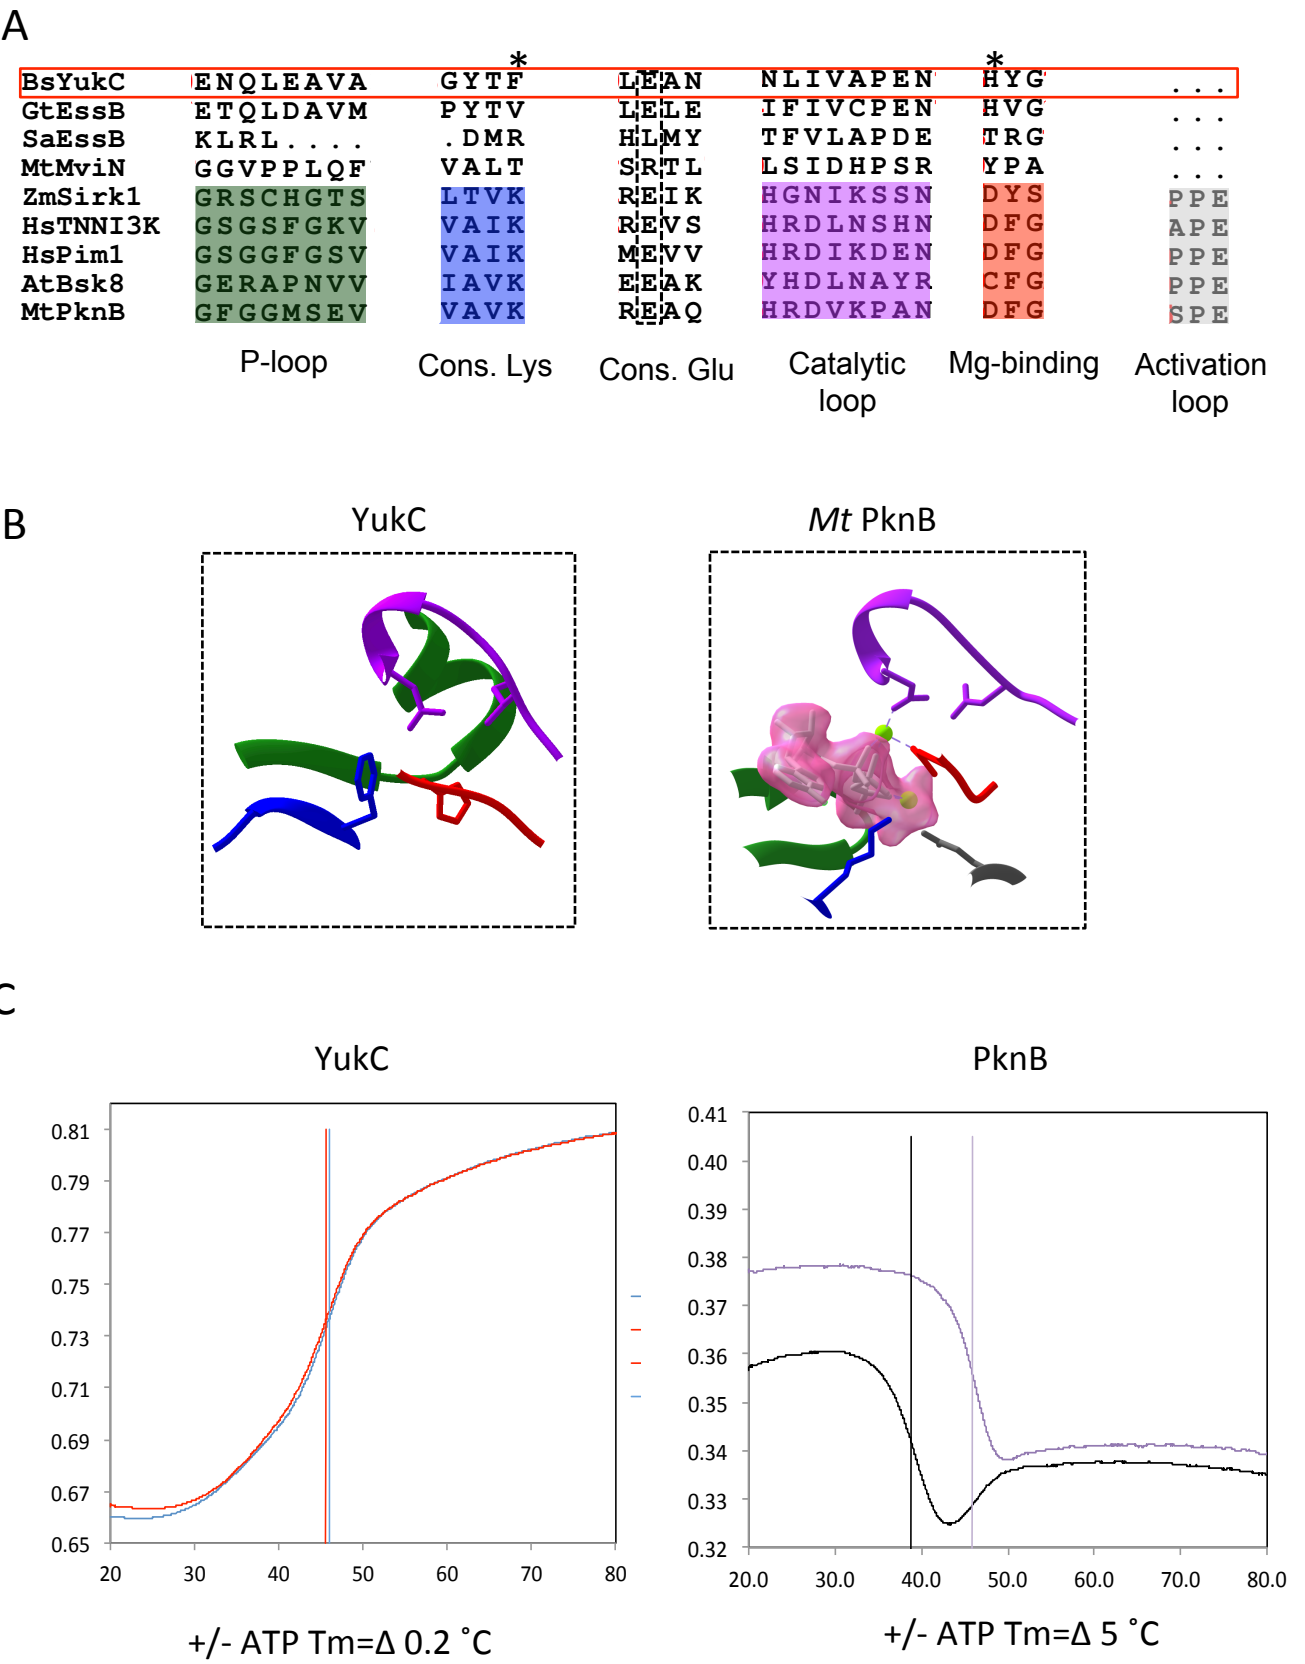 A
* *
BsYukC ENQLEAVA GYTF LEAN NLIVAPEN HYG ...
GtEssB ETQLDAVM PYTV LELE IFIVCPEN HVG ...
SaEssB KLRL.... .DMR HLMY TFVLAPDE TRG ...
MtMviN GGVPPLQF VALT SRTL LSIDHPSR YPA ...
ZmSirk1 GRSCHGTS LTVK REIK HGNIKSSN DYS PPE
HsTNNI3K GSGSFGKV VAIK REVS HRDLNSHN DFG APE
HsPim1 GSGGFGSV VAIK MEVV HRDIKDEN DFG PPE
AtBsk8 GERAPNVV IAVK EEAK YHDLNAYR CFG PPE
MtPknB GFGGMSEV VAVK REAQ HRDVKPAN DFG SPE
P-loop Cons. Lys Cons. Glu Catalytic loop Mg-binding Activation loop
B
YukC Mt PknB
C
YukC
0.81
0.79
0.77
0.75
0.73
0.71
0.69
0.67
0.65
20 30 40 50 60 70 80
+/- ATP Tm=Δ 0.2 ˚C
PknB
0.41
0.40
0.39
0.38
0.37
0.36
0.35
0.34
0.33
0.32
20.0 30.0 40.0 50.0 60.0 70.0 80.0
+/- ATP Tm=Δ 5 ˚C